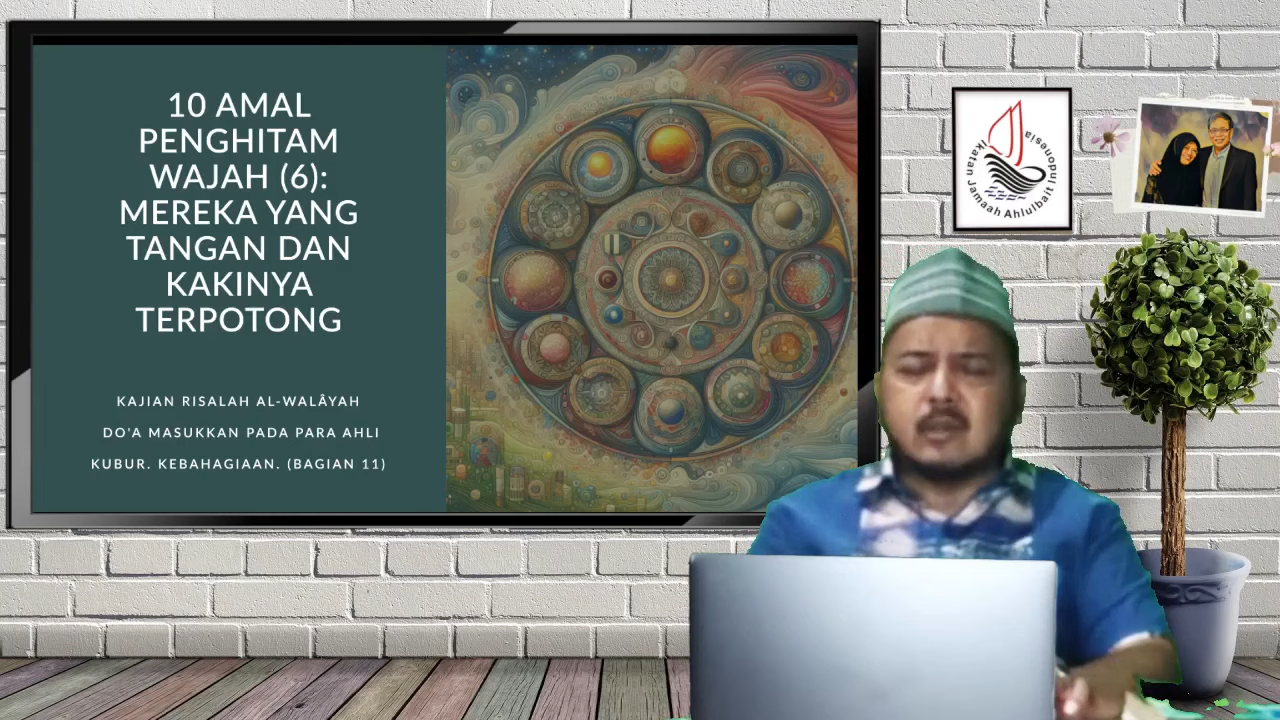 10 AMAL
PENGHITAM
WAJAH (6):
MEREKA YANG
TANGAN DAN
KAKINYA
TERPOTONG
KAJIAN RISALAH AL-WALÂYAH
DO'A MASUKKAN PADA PARA AHLI
KUBUR. KEBAHAGIAAN. (BAGIAN 11)
Ikatan Jamaah Ahlulbait Indonesia